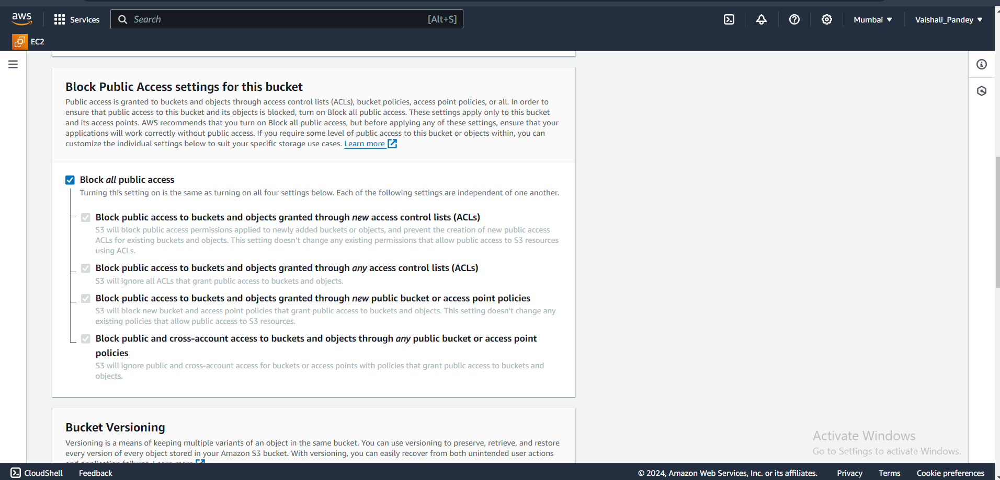 aws
Services
Search
[Alt+S]
Mumbai
Vaishali_Pandey
EC2
Block Public Access settings for this bucket
Public access is granted to buckets and objects through access control lists (ACLs), bucket policies, access point policies, or all. In order to
ensure that public access to this bucket and its objects is blocked, turn on Block all public access. These settings apply only to this bucket
and its access points. AWS recommends that you turn on Block all public access, but before applying any of these settings, ensure that your
applications will work correctly without public access. If you require some level of public access to this bucket or objects within, you can
customize the individual settings below to suit your specific storage use cases. Learn more
Block all public access
Turning this setting on is the same as turning on all four settings below. Each of the following settings are independent of one another.
Block public access to buckets and objects granted through new access control lists (ACLs)
S3 will block public access permissions applied to newly added buckets or objects, and prevent the creation of new public access
ACLs for existing buckets and objects. This setting doesn't change any existing permissions that allow public access to S3 resources
using ACLs.
Block public access to buckets and objects granted through any access control lists (ACLs)
S3 will ignore all ACLs that grant public access to buckets and objects.
Block public access to buckets and objects granted through new public bucket or access point policies
S3 will block new bucket and access point policies that grant public access to buckets and objects. This setting doesn't change any
existing policies that allow public access to S3 resources.
Block public and cross-account access to buckets and objects through any public bucket or access point
policies
S3 will ignore public and cross-account access for buckets or access points with policies that grant public access to buckets and
objects.
Bucket Versioning
Versioning is a means of keeping multiple variants of an object in the same bucket. You can use versioning to preserve, retrieve, and restore
every version of every object stored in your Amazon S3 bucket. With versioning, you can easily recover from both unintended user actions
and application failures. Learn more
Activate Windows
Go to Settings to activate Windows.
CloudShell
Feedback
© 2024, Amazon Web Services, Inc. or its affiliates.
Privacy
Terms
Cookie preferences